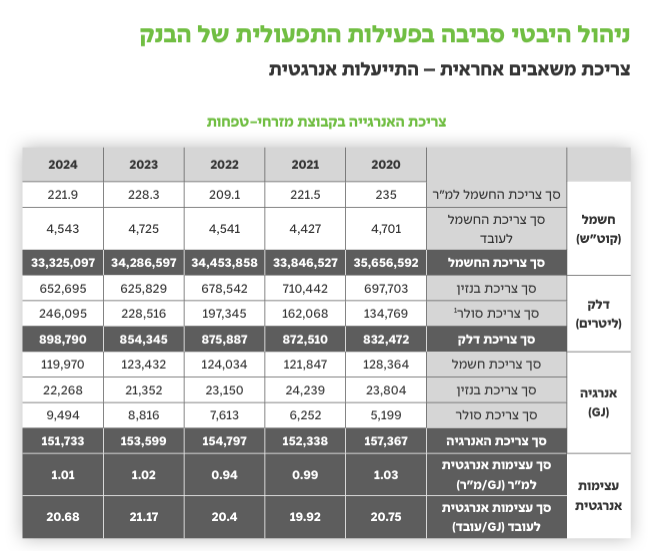 ניהול היבטי סביבה בפעילות התפעולית של הבנק
צריכת משאבים אחראית – התייעלות אנרגטית
צריכת האנרגייה בקבוצת מזרחי-טפחות
2020 2021 2022 2023 2024
חשמל (קוט"ש)
סך צריכת החשמל למ"ר 235 221.5 209.1 228.3 221.9
סך צריכת החשמל לעובד 4,701 4,427 4,541 4,725 4,543
סך צריכת החשמל 35,656,592 33,846,527 34,453,858 34,286,597 33,325,097
דלק (ליטרים)
סך צריכת בנזין 697,703 710,442 678,542 625,829 652,695
סך צריכת סולר¹ 134,769 162,068 197,345 228,516 246,095
סך צריכת דלק 832,472 872,510 875,887 854,345 898,790
אנרגיה (GJ)
סך צריכת חשמל 128,364 121,847 124,034 123,432 119,970
סך צריכת בנזין 23,804 24,239 23,150 21,352 22,268
סך צריכת סולר 5,199 6,252 7,613 8,816 9,494
סך צריכת האנרגיה 157,367 152,338 154,797 153,599 151,733
עצימות אנרגטית
סך עצימות אנרגטית למ"ר (GJ/מ"ר) 1.03 0.99 0.94 1.02 1.01
סך עצימות אנרגטית לעובד (GJ/עובד) 20.75 19.92 20.4 21.17 20.68